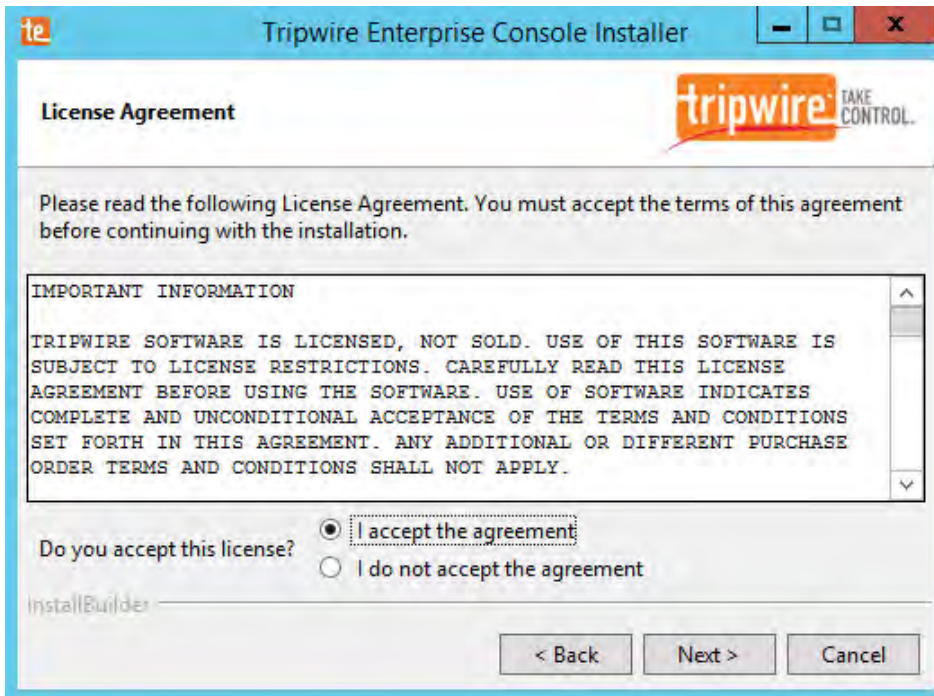 te
Tripwire Enterprise Console Installer
License Agreement
tripwire TAKE CONTROL.
Please read the following License Agreement. You must accept the terms of this agreement
before continuing with the installation.
IMPORTANT INFORMATION
TRIPWIRE SOFTWARE IS LICENSED, NOT SOLD. USE OF THIS SOFTWARE IS
SUBJECT TO LICENSE RESTRICTIONS. CAREFULLY READ THIS LICENSE
AGREEMENT BEFORE USING THE SOFTWARE. USE OF SOFTWARE INDICATES
COMPLETE AND UNCONDITIONAL ACCEPTANCE OF THE TERMS AND CONDITIONS
SET FORTH IN THIS AGREEMENT. ANY ADDITIONAL OR DIFFERENT PURCHASE
ORDER TERMS AND CONDITIONS SHALL NOT APPLY.
Do you accept this license?
I accept the agreement
I do not accept the agreement
InstallBuilder
< Back Next > Cancel